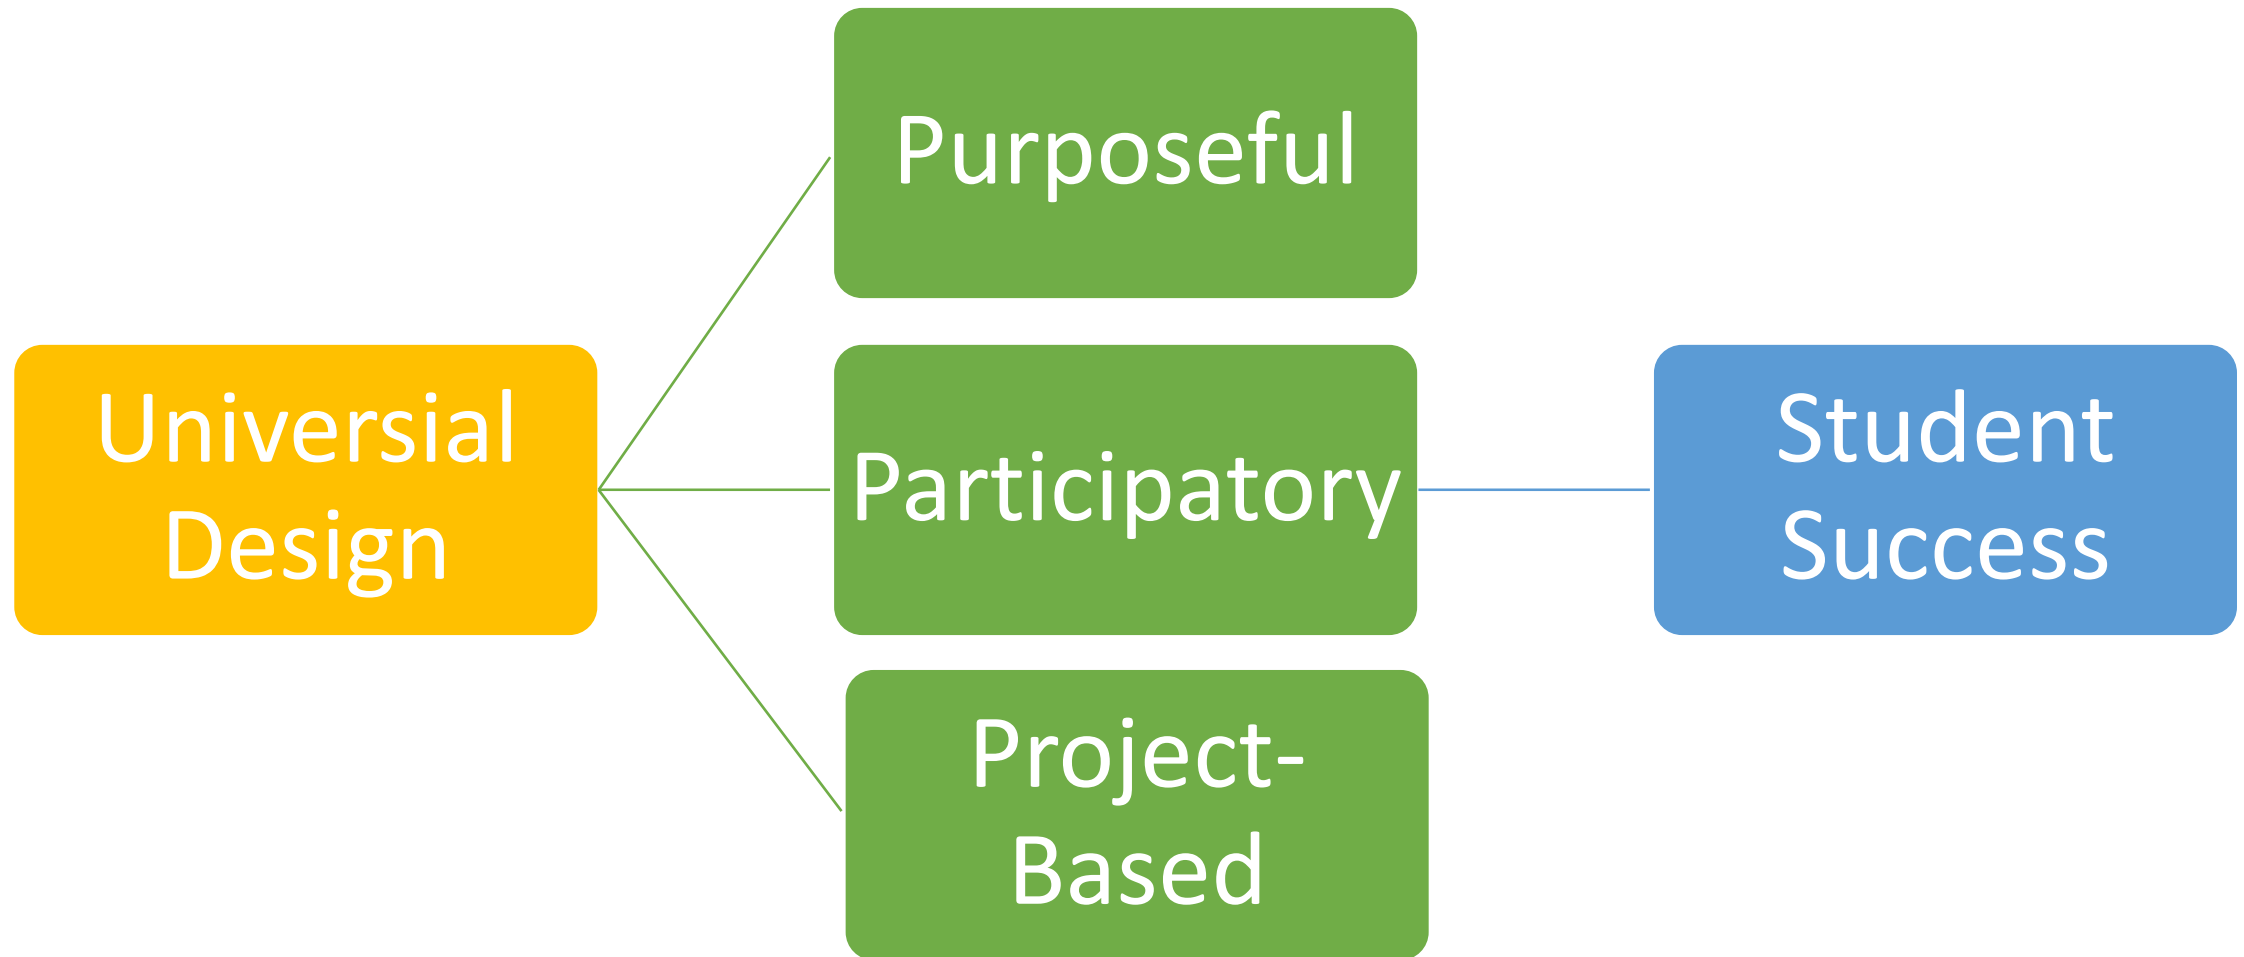 Universial
Design
Purposeful
Participatory
Project-
Based
Student
Success